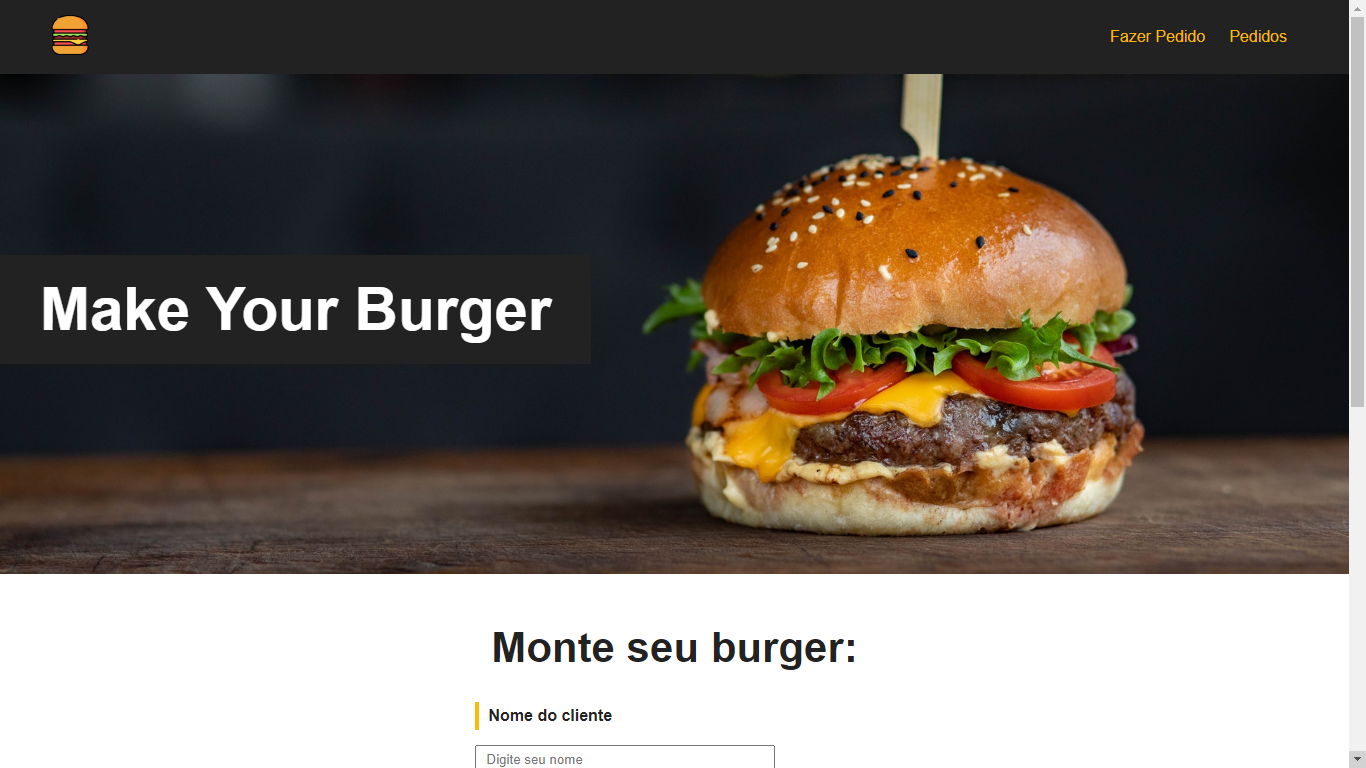 Fazer Pedido Pedidos
Make Your Burger
Monte seu burger:
Nome do cliente
Digite seu nome